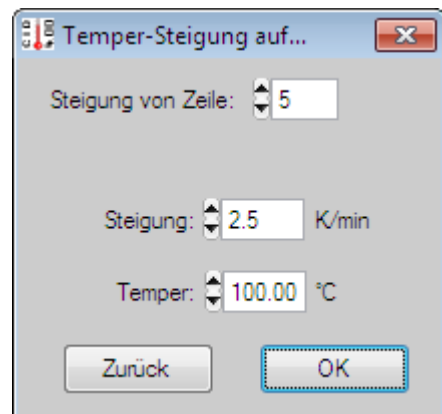 Temper-Steigung auf...
Steigung von Zeile: 5
Steigung: 2.5 K/min
Temper: 100.00 °C
Zurück OK